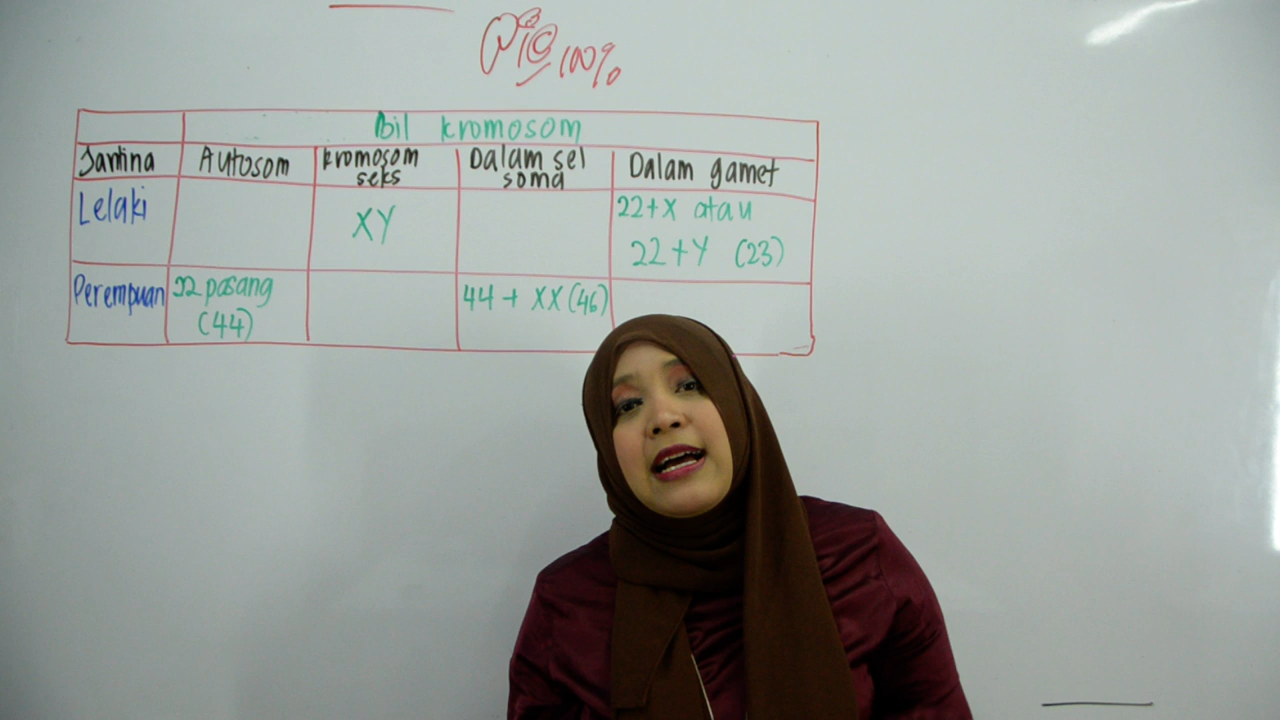 100%
Bil kromosom
Jantina Autosom kromosom seks Dalam sel soma Dalam gamet
Lelaki XY 22+X atau
22+Y (23)
Perempuan 22 pasang 44 + XX (46)
(44)